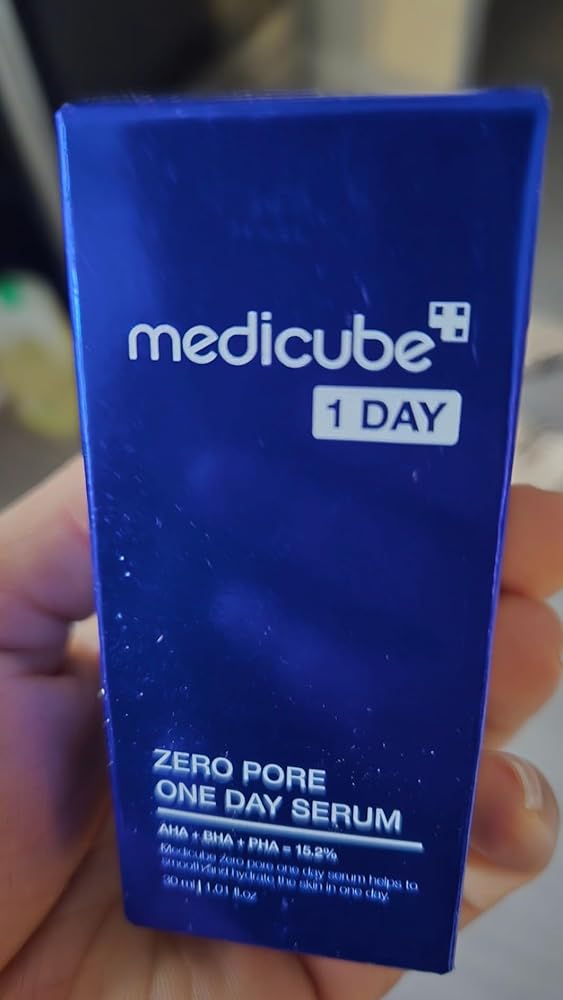 medicube
1 DAY
ZERO PORE
ONE DAY SERUM
AHA + BHA + PHA = 15.2%
Medicube Zero pore one day serum helps to
smooth and hydrate the skin in one day.
30 ml | 1.01 fl.oz